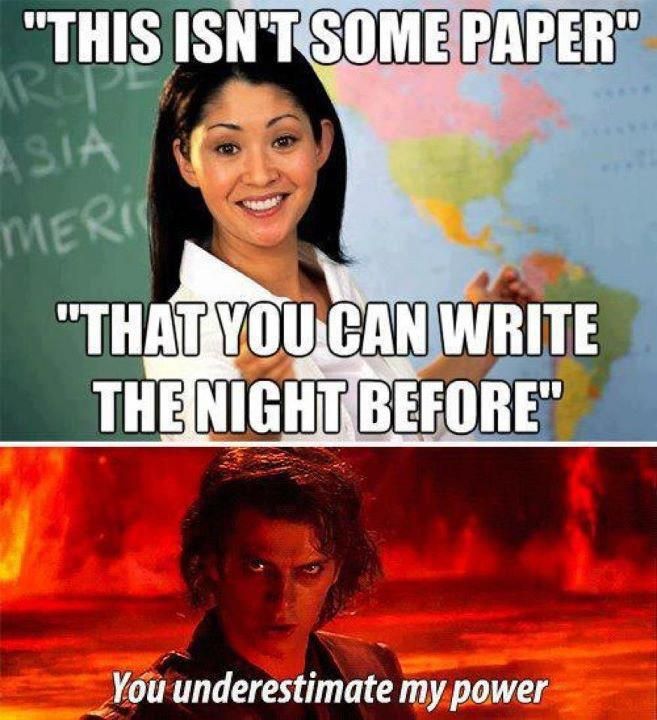 "THIS ISN'T SOME PAPER"
ASIA
"THAT YOU CAN WRITE
THE NIGHT BEFORE"
You underestimate my power